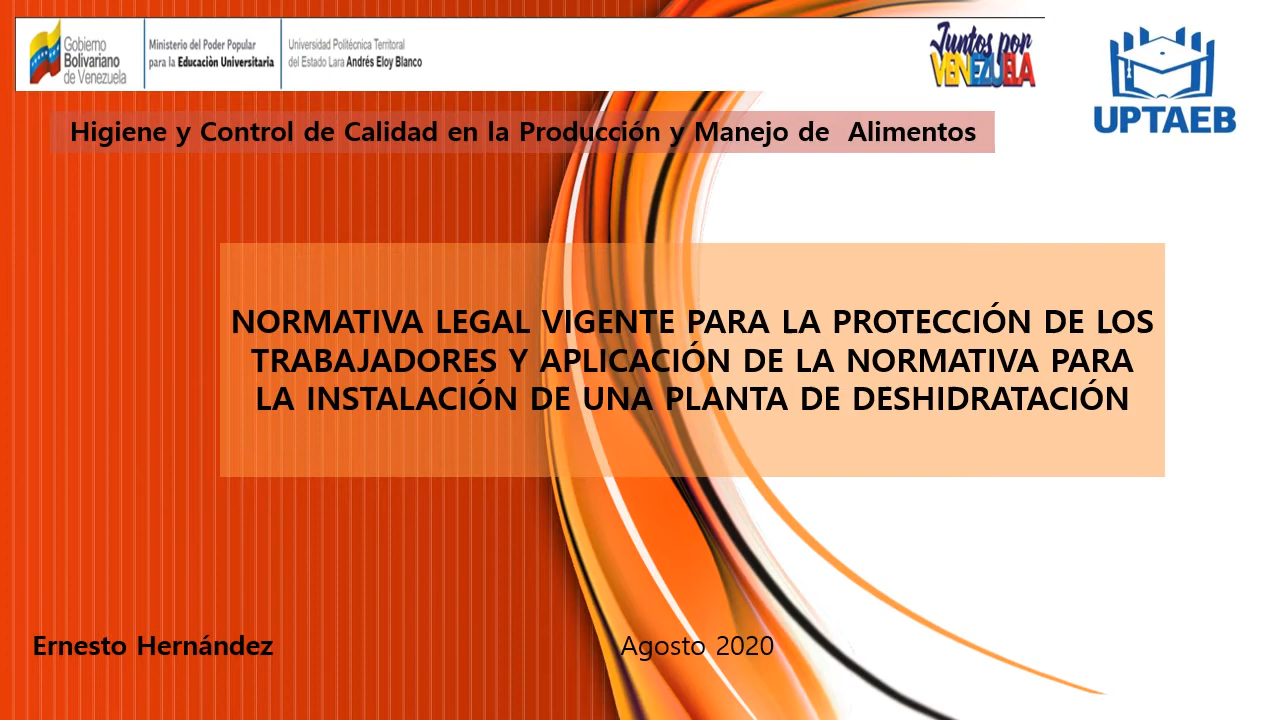 Gobierno
Bolivariano
de Venezuela
Ministerio del Poder Popular
para la Educación Universitaria
Universidad Politécnica Territorial
del Estado Lara Andrés Eloy Blanco
Juntos por
VENEZUELA
UPTAEB
Higiene y Control de Calidad en la Producción y Manejo de  Alimentos
NORMATIVA LEGAL VIGENTE PARA LA PROTECCIÓN DE LOS
TRABAJADORES Y APLICACIÓN DE LA NORMATIVA PARA
LA INSTALACIÓN DE UNA PLANTA DE DESHIDRATACIÓN
Ernesto Hernández
Agosto 2020